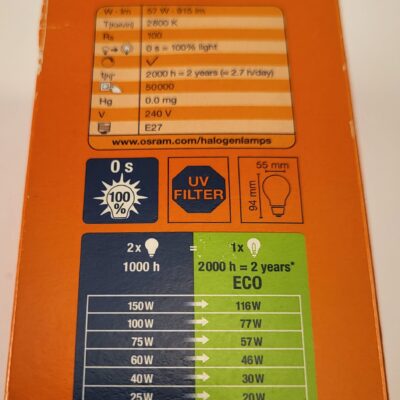 W - lm 57 W - 915 lm
T(Kelvin) 2800 K
Ra 100
0 s = 100% light
2000 h = 2 years (= 2.7 h/day)
50000
Hg 0.0 mg
V 240 V
E27
www.osram.com/halogenlamps
0 s
100%
UV
FILTER
55 mm
94 mm
2x = 1x
1000 h 2000 h = 2 years*
ECO
150W 116W
100W 77W
75W 57W
60W 46W
40W 30W
25W 20W